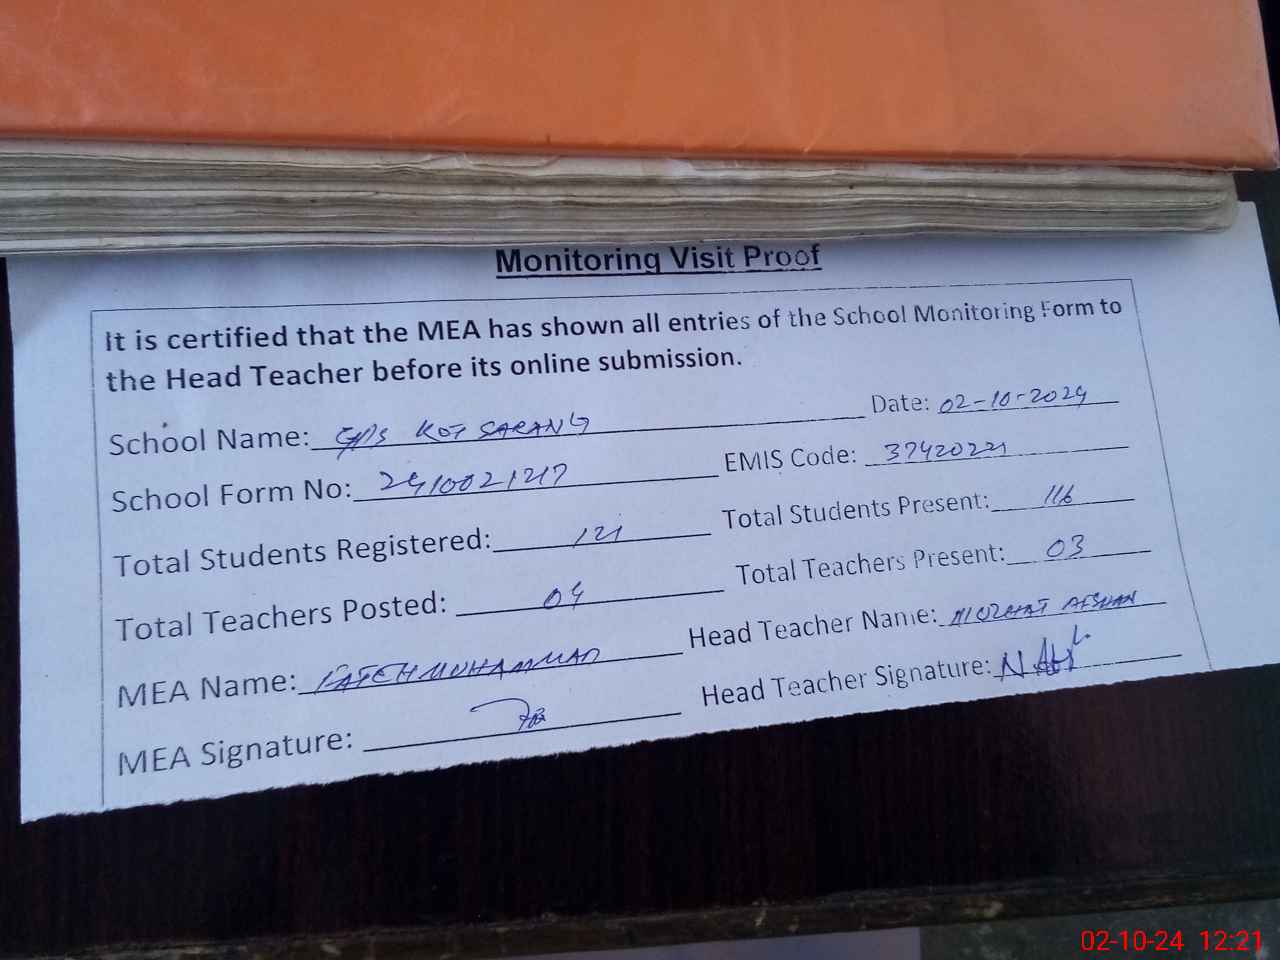 Monitoring Visit Proof
It is certified that the MEA has shown all entries of the School Monitoring Form to
the Head Teacher before its online submission.
School Name: GPS KOT SARANG Date: 02-10-2024
School Form No: 2410021217 EMIS Code: 37420221
Total Students Registered: 121 Total Students Present: 116
Total Teachers Posted: 04 Total Teachers Present: 03
MEA Name: FATEH MUHAMMAD Head Teacher Name: NUZHAT AFSHAN
MEA Signature: Head Teacher Signature:
02-10-24 12:21